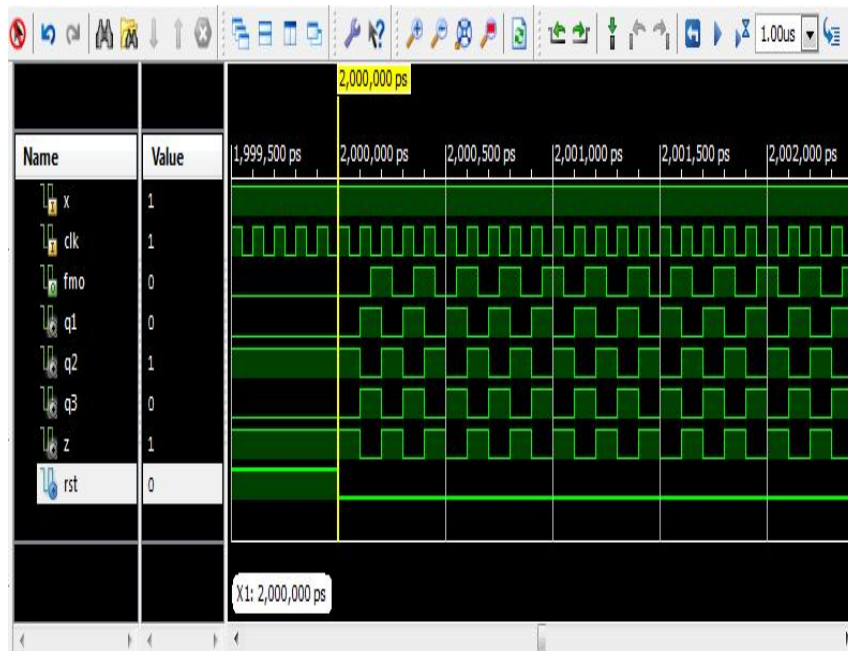 1.00us
2,000,000 ps
Name Value
1,999,500 ps 2,000,000 ps 2,000,500 ps 2,001,000 ps 2,001,500 ps 2,002,000 ps
x 1
clk 1
fmo 0
q1 0
q2 1
q3 0
z 1
rst 0
X1: 2,000,000 ps